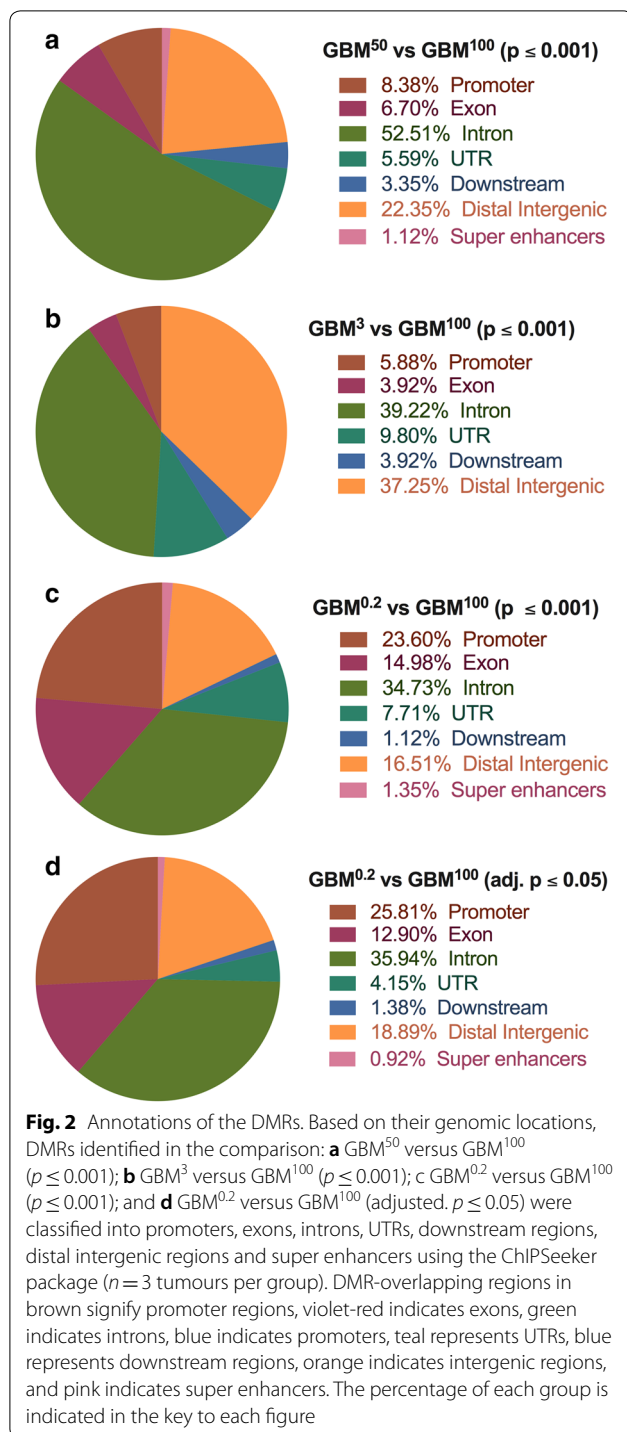 a
GBM⁵⁰ vs GBM¹⁰⁰ (p ≤ 0.001)
8.38% Promoter
6.70% Exon
52.51% Intron
5.59% UTR
3.35% Downstream
22.35% Distal Intergenic
1.12% Super enhancers
b
GBM³ vs GBM¹⁰⁰ (p ≤ 0.001)
5.88% Promoter
3.92% Exon
39.22% Intron
9.80% UTR
3.92% Downstream
37.25% Distal Intergenic
c
GBM⁰·² vs GBM¹⁰⁰ (p ≤ 0.001)
23.60% Promoter
14.98% Exon
34.73% Intron
7.71% UTR
1.12% Downstream
16.51% Distal Intergenic
1.35% Super enhancers
d
GBM⁰·² vs GBM¹⁰⁰ (adj. p ≤ 0.05)
25.81% Promoter
12.90% Exon
35.94% Intron
4.15% UTR
1.38% Downstream
18.89% Distal Intergenic
0.92% Super enhancers
Fig. 2 Annotations of the DMRs. Based on their genomic locations,
DMRs identified in the comparison: a GBM⁵⁰ versus GBM¹⁰⁰
(p ≤ 0.001); b GBM³ versus GBM¹⁰⁰ (p ≤ 0.001); c GBM⁰·² versus GBM¹⁰⁰
(p ≤ 0.001); and d GBM⁰·² versus GBM¹⁰⁰ (adjusted. p ≤ 0.05) were
classified into promoters, exons, introns, UTRs, downstream regions,
distal intergenic regions and super enhancers using the ChIPSeeker
package (n = 3 tumours per group). DMR-overlapping regions in
brown signify promoter regions, violet-red indicates exons, green
indicates introns, blue indicates promoters, teal represents UTRs, blue
represents downstream regions, orange indicates intergenic regions,
and pink indicates super enhancers. The percentage of each group is
indicated in the key to each figure